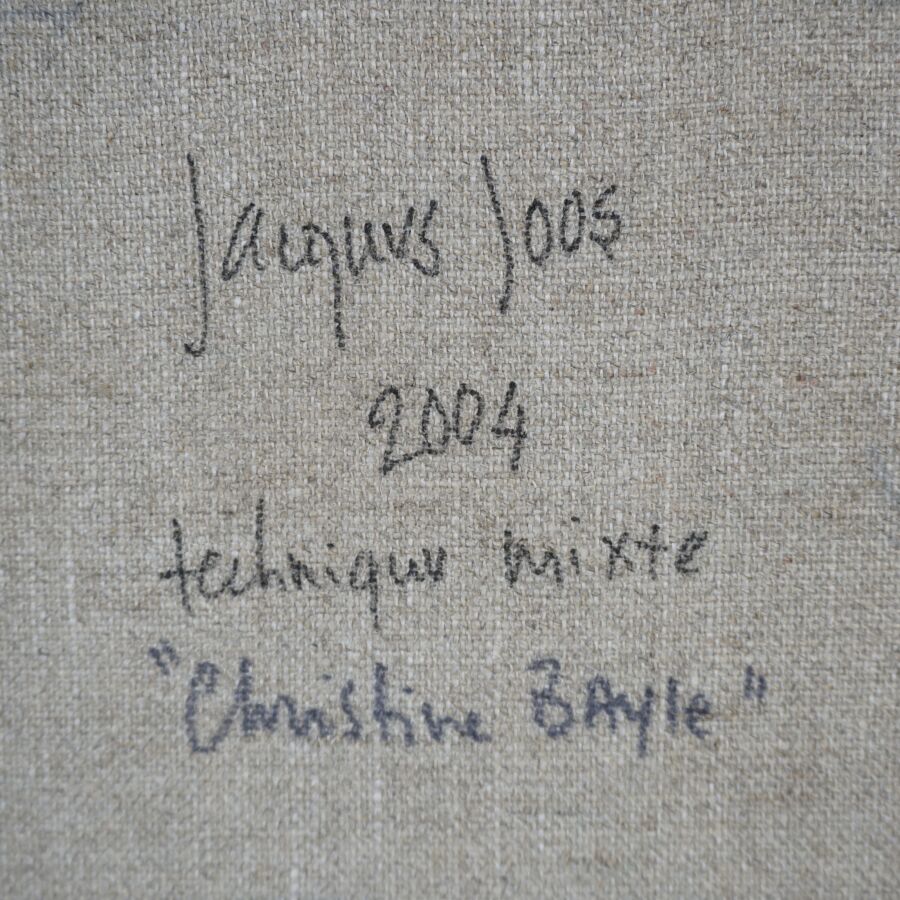 Jacques Joos
2004
technique mixte
"Christine Bayle"